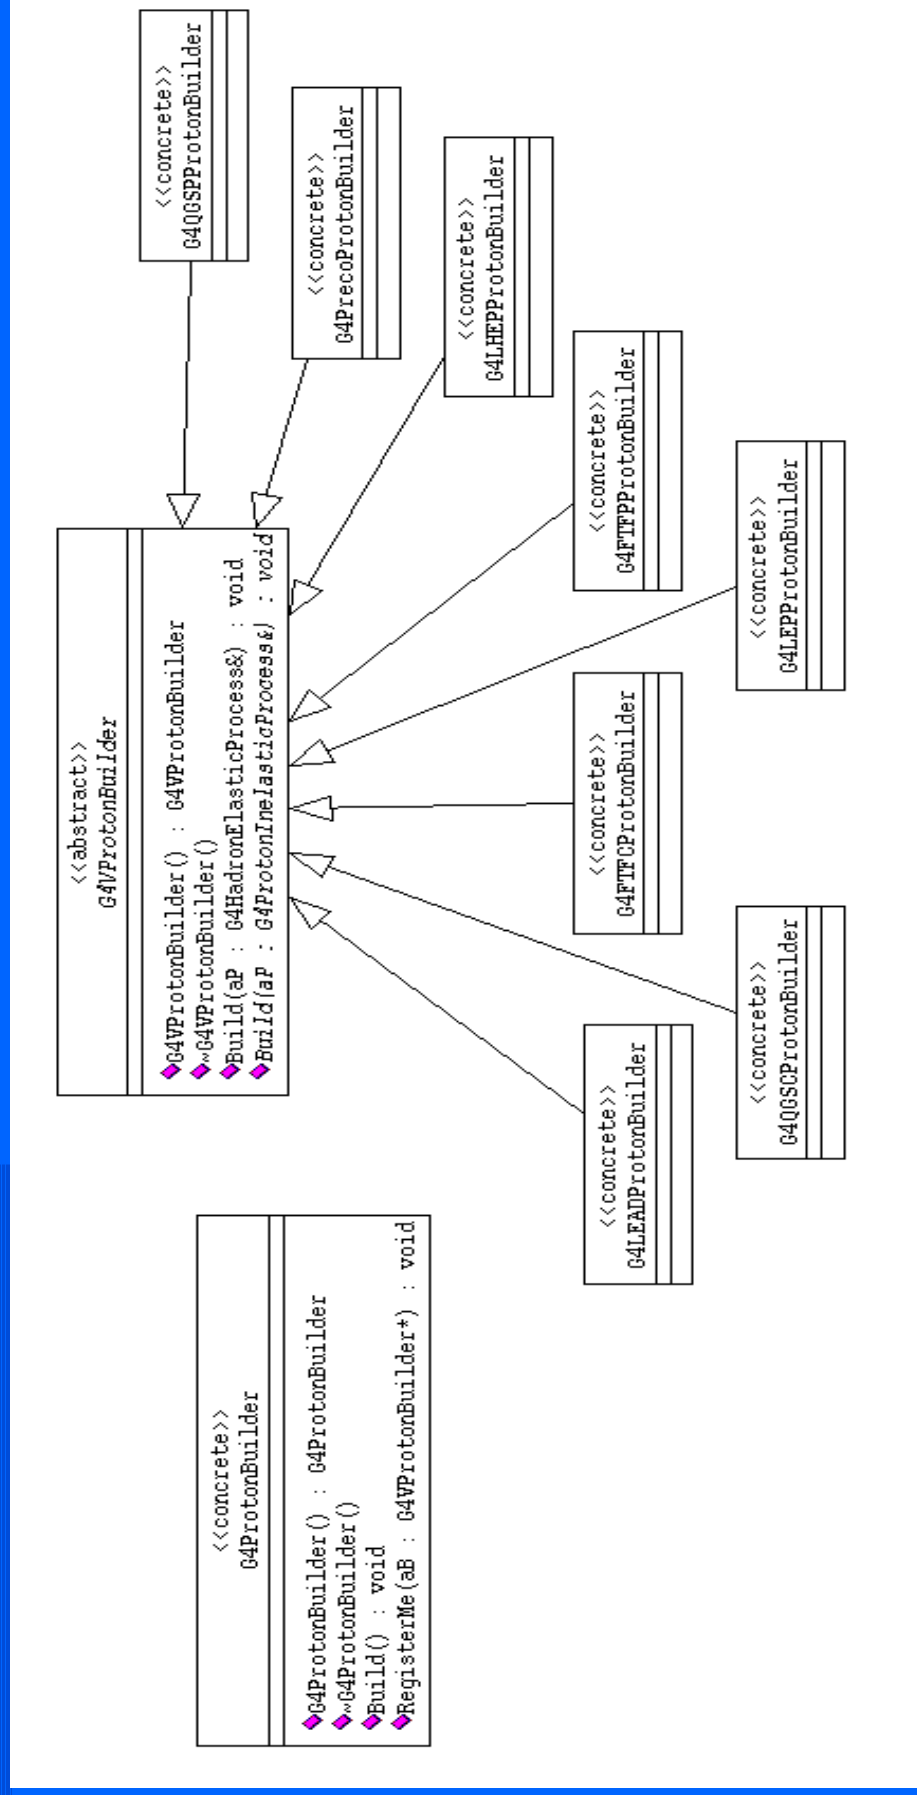 <<concrete>>
G4ProtonBuilder
G4ProtonBuilder() : G4ProtonBuilder
~G4ProtonBuilder()
Build() : void
RegisterMe(aB : G4VProtonBuilder*) : void
<<abstract>>
G4VProtonBuilder
G4VProtonBuilder() : G4VProtonBuilder
~G4VProtonBuilder()
Build(aP : G4HadronElasticProcess&) : void
Build(aP : G4ProtonInelasticProcess&) : void
<<concrete>>
G4QGSPProtonBuilder
<<concrete>>
G4PrecoProtonBuilder
<<concrete>>
G4LHEPProtonBuilder
<<concrete>>
G4FTFPProtonBuilder
<<concrete>>
G4LEPProtonBuilder
<<concrete>>
G4FTFCProtonBuilder
<<concrete>>
G4QGSCProtonBuilder
<<concrete>>
G4LEADProtonBuilder